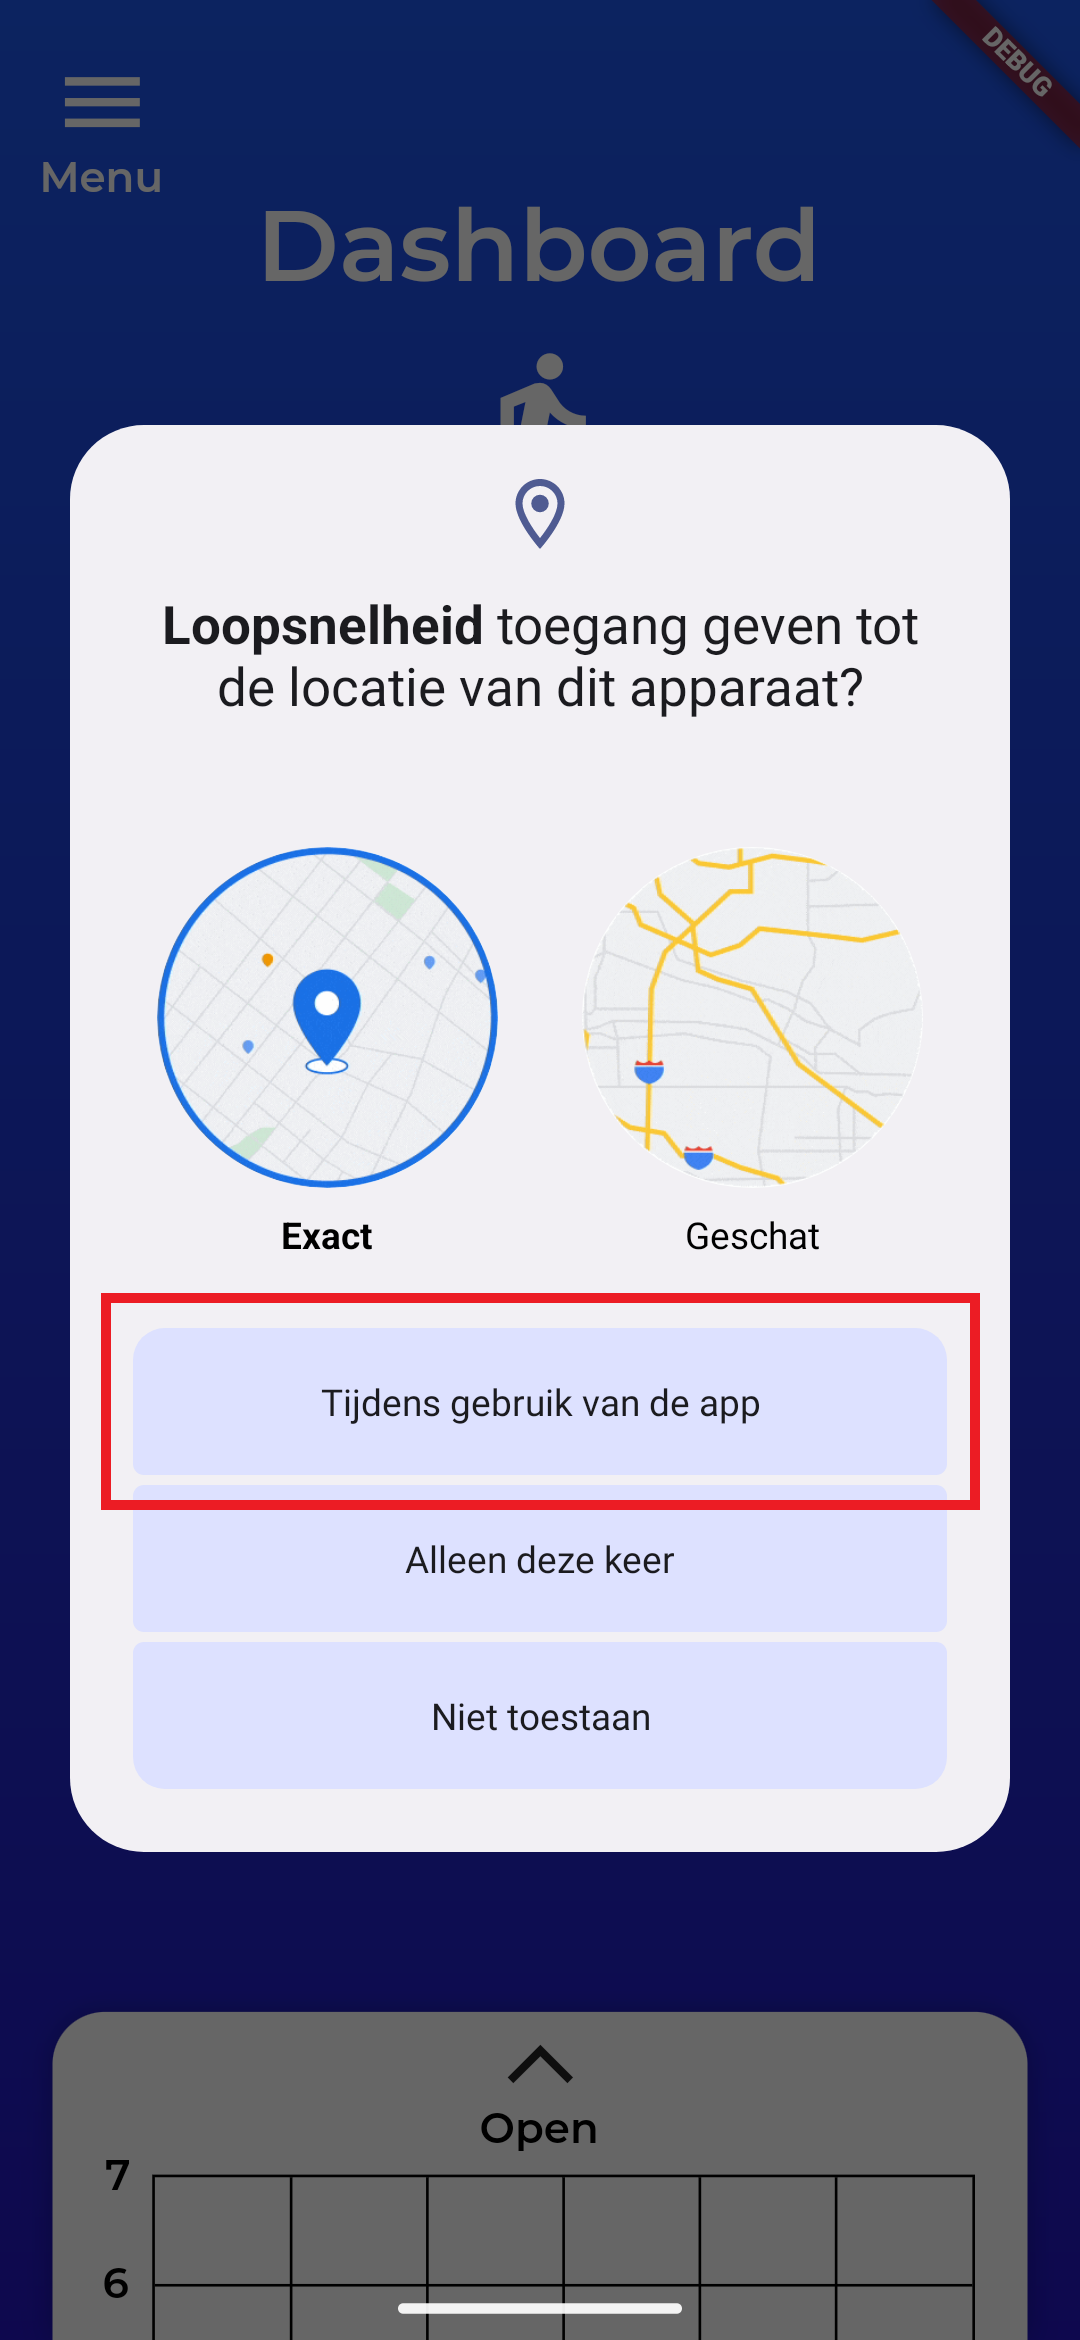 DEBUG
Menu
Dashboard
Loopsnelheid toegang geven tot
de locatie van dit apparaat?
Exact
Geschat
Tijdens gebruik van de app
Alleen deze keer
Niet toestaan
Open
7
6